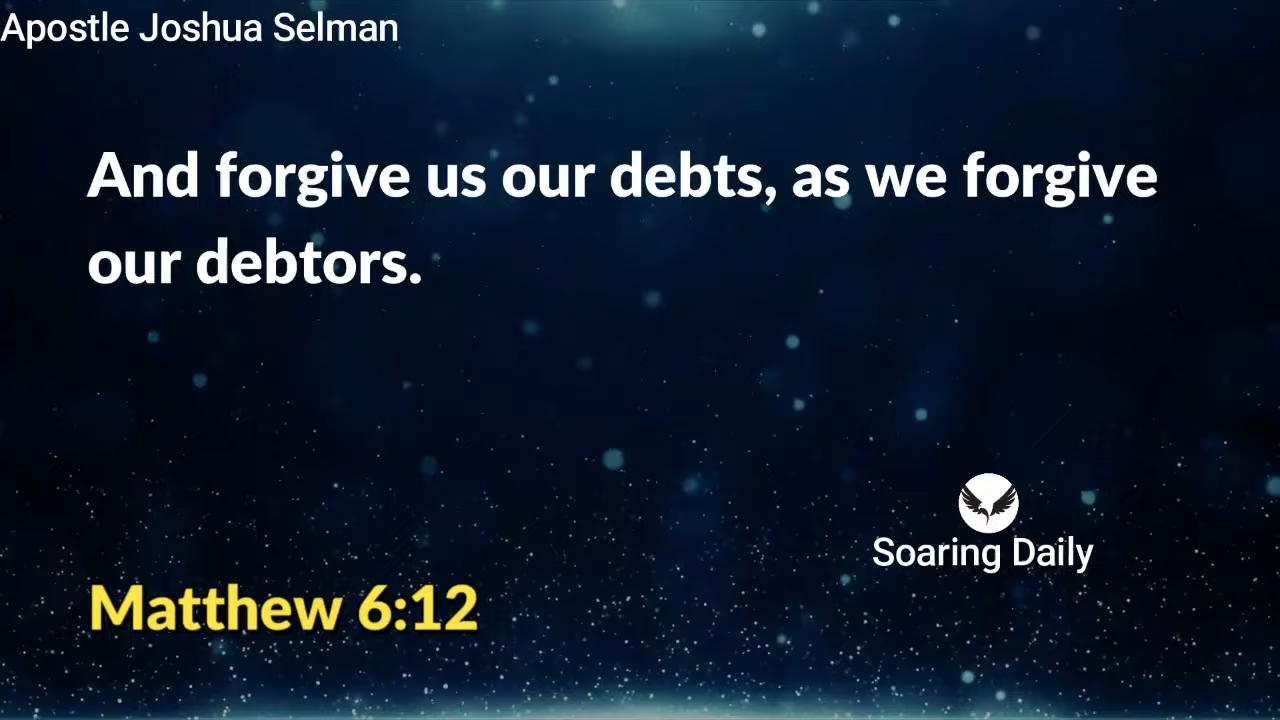 Apostle Joshua Selman
And forgive us our debts, as we forgive
our debtors.
Soaring Daily
Matthew 6:12